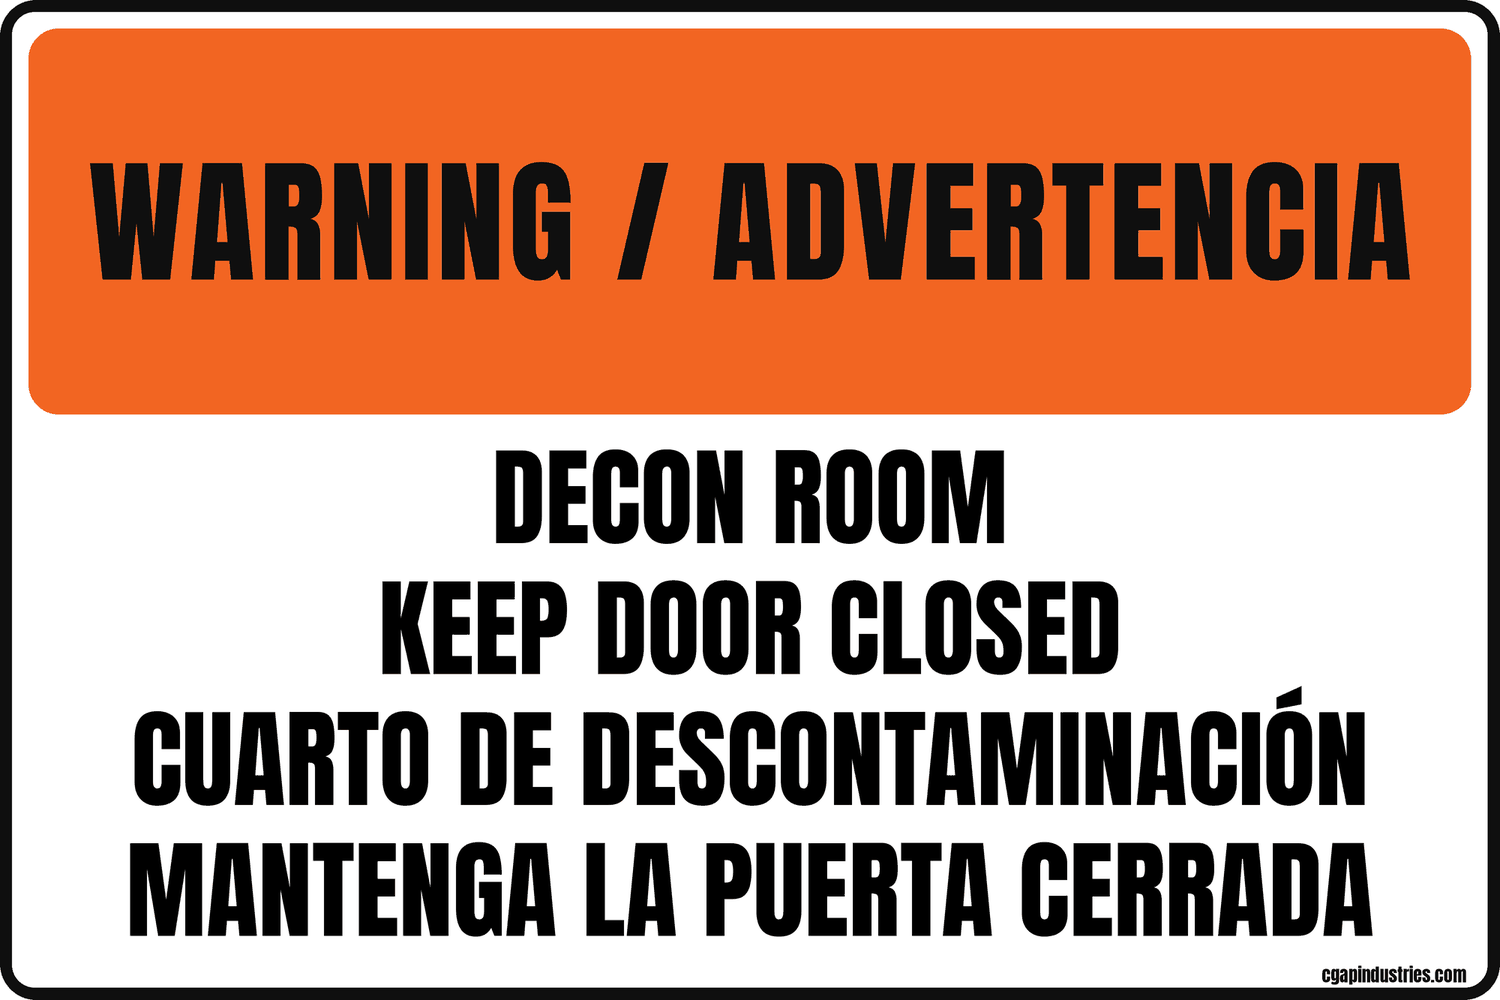 WARNING / ADVERTENCIA
DECON ROOM
KEEP DOOR CLOSED
CUARTO DE DESCONTAMINACIÓN
MANTENGA LA PUERTA CERRADA
cgapindustries.com